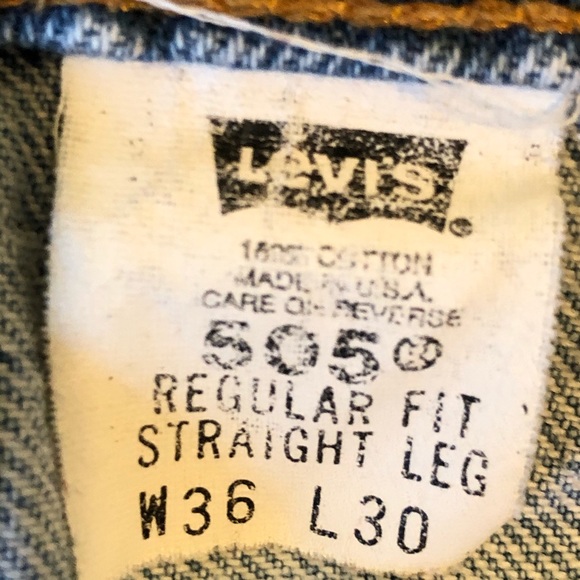 LEVI'S
®
100% COTTON
MADE IN U.S.A.
CARE ON REVERSE
505®
REGULAR FIT
STRAIGHT LEG
W36 L30